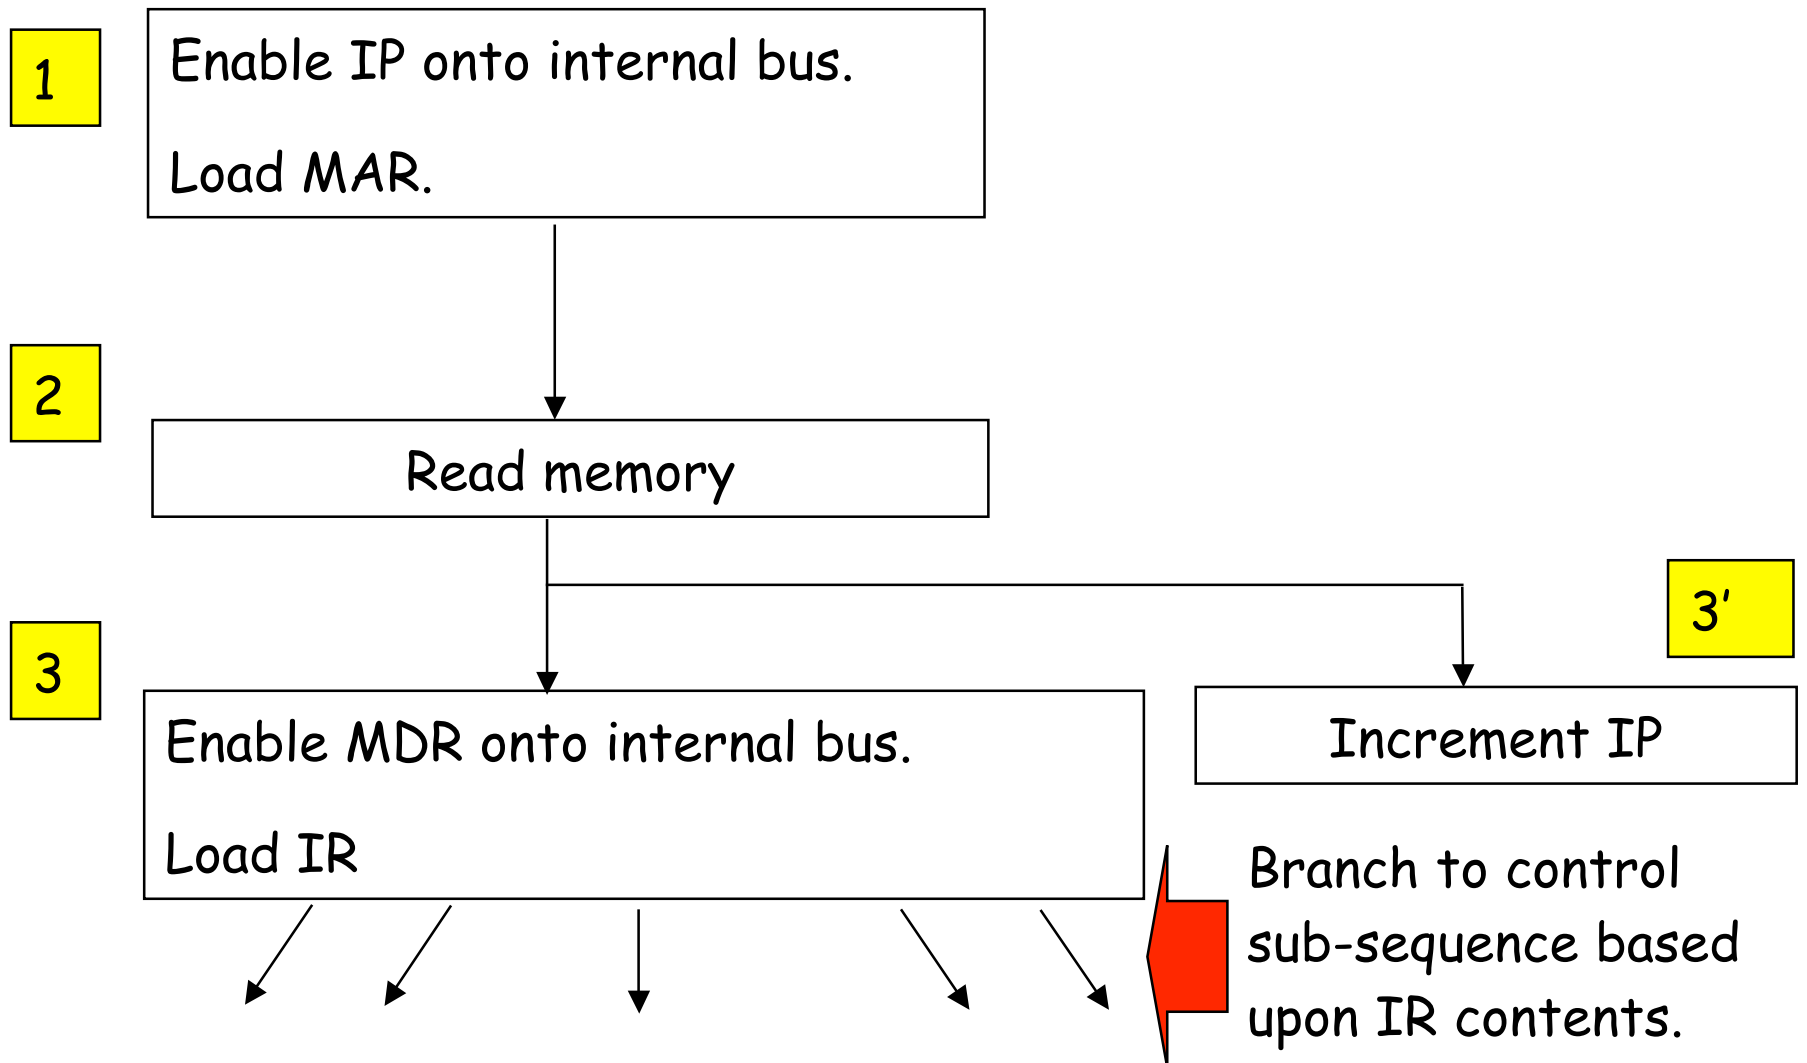 1
Enable IP onto internal bus.
Load MAR.
2
Read memory
3'
3
Enable MDR onto internal bus.
Load IR
Increment IP
Branch to control
sub-sequence based
upon IR contents.